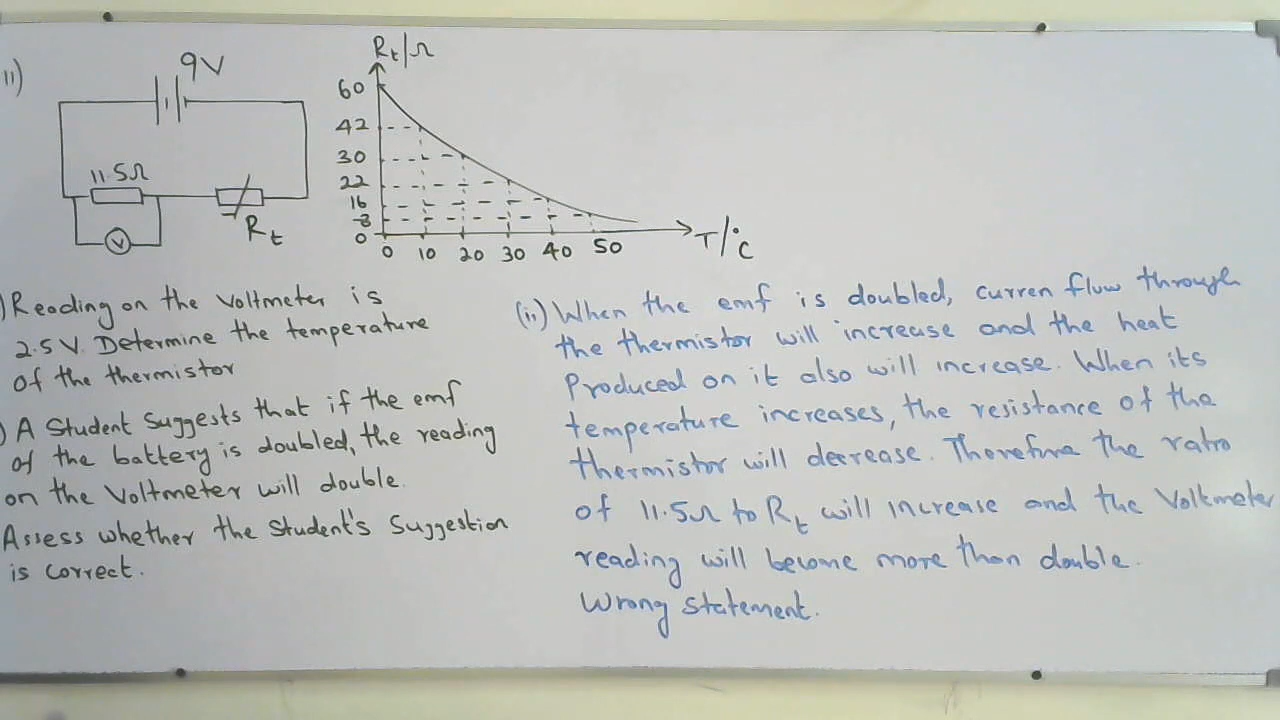 11)
9V
11.5Ω
V
Rt
Rt/Ω
60
42
30
22
16
8
0
0 10 20 30 40 50
T/°C
)Reading on the voltmeter is
2.5 V. Determine the temperature
of the thermistor
) A Student Suggests that if the emf
of the battery is doubled, the reading
on the Voltmeter will double.
Assess whether the Student's Suggestion
is correct.
(ii) When the emf is doubled, curren flow through
the thermistor will increase and the heat
Produced on it also will increase. When its
temperature increases, the resistance of the
thermistor will decrease. Therefore the ratio
of 11.5Ω to Rt will increase and the Voltmeter
reading will become more than double.
Wrong statement.